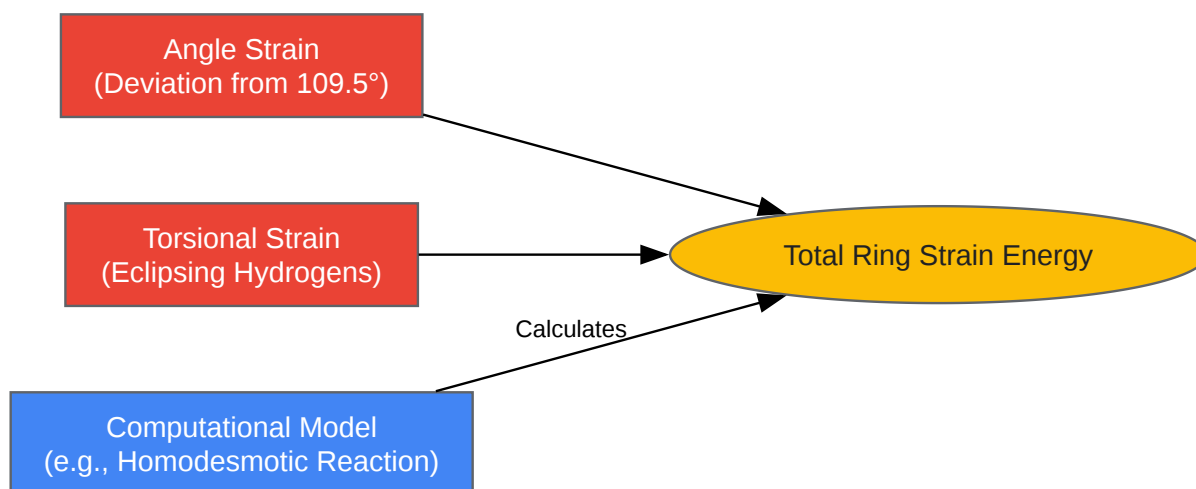 Angle Strain
(Deviation from 109.5°)
Torsional Strain
(Eclipsing Hydrogens)
Total Ring Strain Energy
Calculates
Computational Model
(e.g., Homodesmotic Reaction)